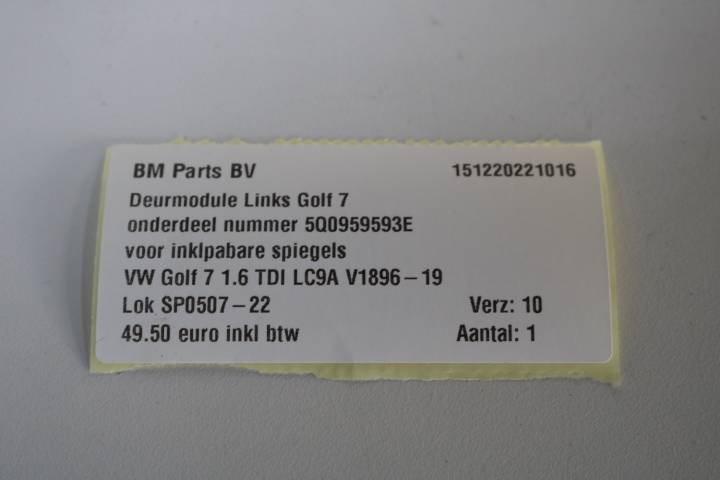 BM Parts BV 151220221016
Deurmodule Links Golf 7
onderdeel nummer 5Q0959593E
voor inklpabare spiegels
VW Golf 7 1.6 TDI LC9A V1896-19
Lok SP0507-22 Verz: 10
49.50 euro inkl btw Aantal: 1